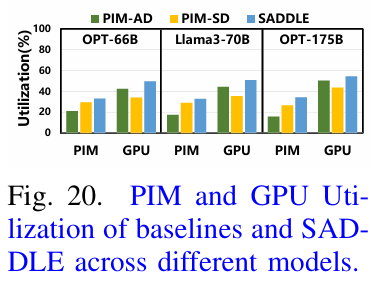 PIM-AD PIM-SD SADDLE
OPT-66B Llama3-70B OPT-175B
Utilization(%)
100
80
60
40
20
0
PIM GPU PIM GPU PIM GPU
Fig. 20. PIM and GPU Uti-
lization of baselines and SAD-
DLE across different models.